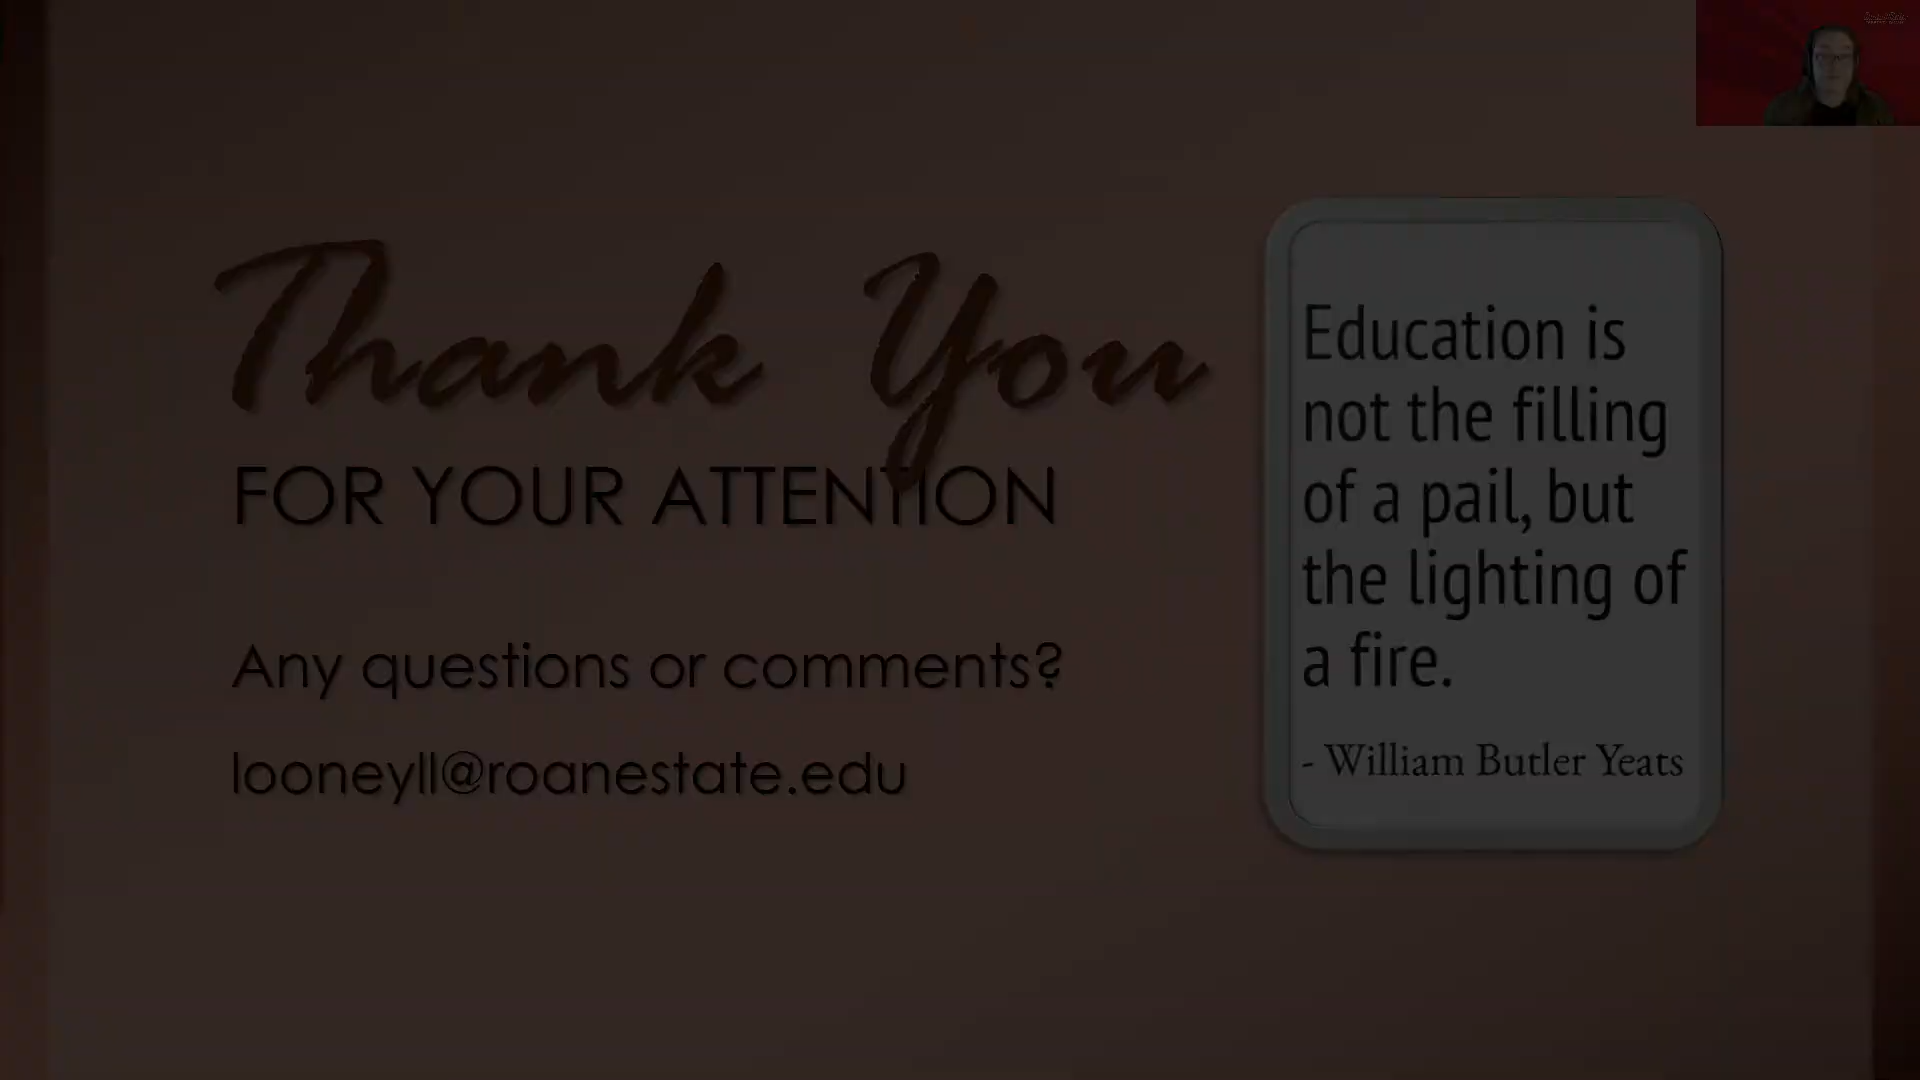 Thank You
FOR YOUR ATTENTION
Any questions or comments?
looneyll@roanestate.edu
Education is
not the filling
of a pail, but
the lighting of
a fire.
- William Butler Yeats